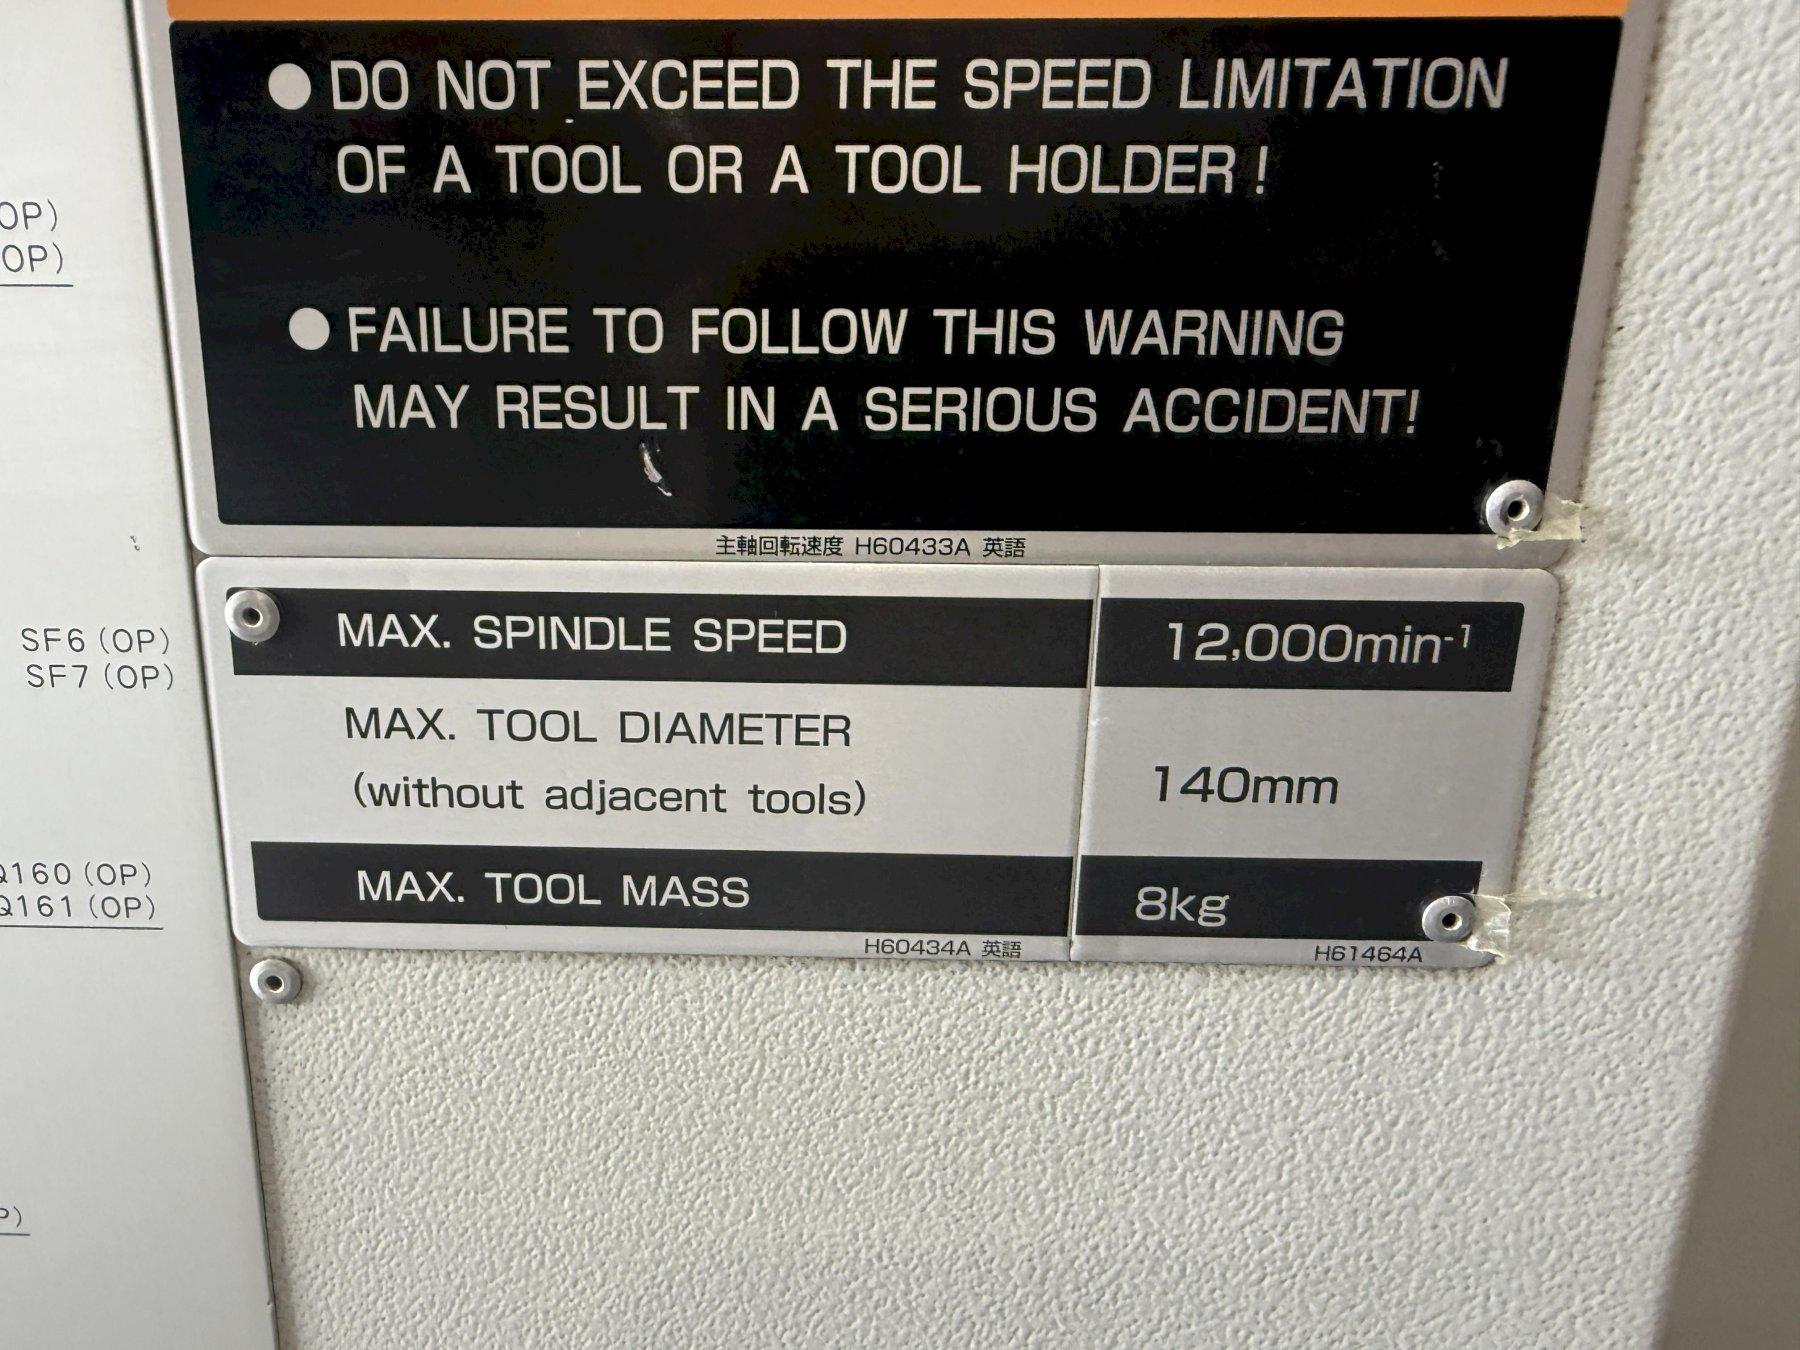 ● DO NOT EXCEED THE SPEED LIMITATION
OF A TOOL OR A TOOL HOLDER !
● FAILURE TO FOLLOW THIS WARNING
MAY RESULT IN A SERIOUS ACCIDENT!
主軸回転速度 H60433A 英語
MAX. SPINDLE SPEED 12,000min⁻¹
MAX. TOOL DIAMETER
(without adjacent tools) 140mm
MAX. TOOL MASS 8kg
H60434A 英語 H61464A
OP)
OP)
SF6 (OP)
SF7 (OP)
Q160 (OP)
Q161 (OP)